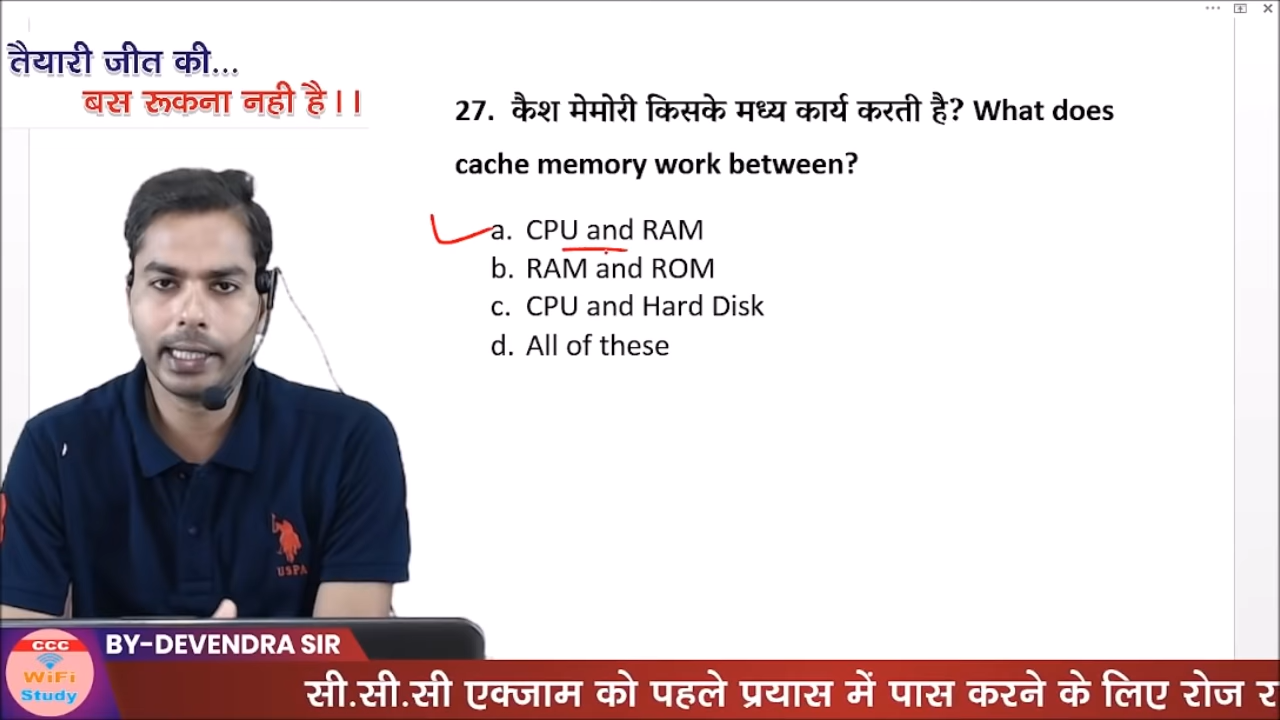 तैयारी जीत की...
बस रूकना नही है।।
27. कैश मेमोरी किसके मध्य कार्य करती है? What does
cache memory work between?
a. CPU and RAM
b. RAM and ROM
c. CPU and Hard Disk
d. All of these
USPA
CCC
WiFi
Study
BY-DEVENDRA SIR
सी.सी.सी एक्जाम को पहले प्रयास में पास करने के लिए रोज